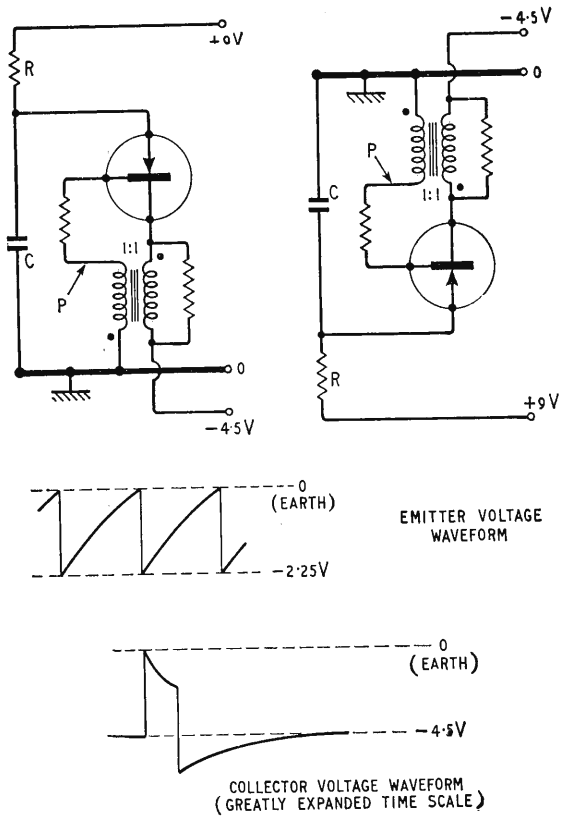 +9V
R
C
P
1:1
0
-4·5V
-4·5V
0
P
1:1
C
R
+9V
0
(EARTH)
-2·25V
EMITTER VOLTAGE
WAVEFORM
0
(EARTH)
-4·5V
COLLECTOR VOLTAGE WAVEFORM
(GREATLY EXPANDED TIME SCALE)